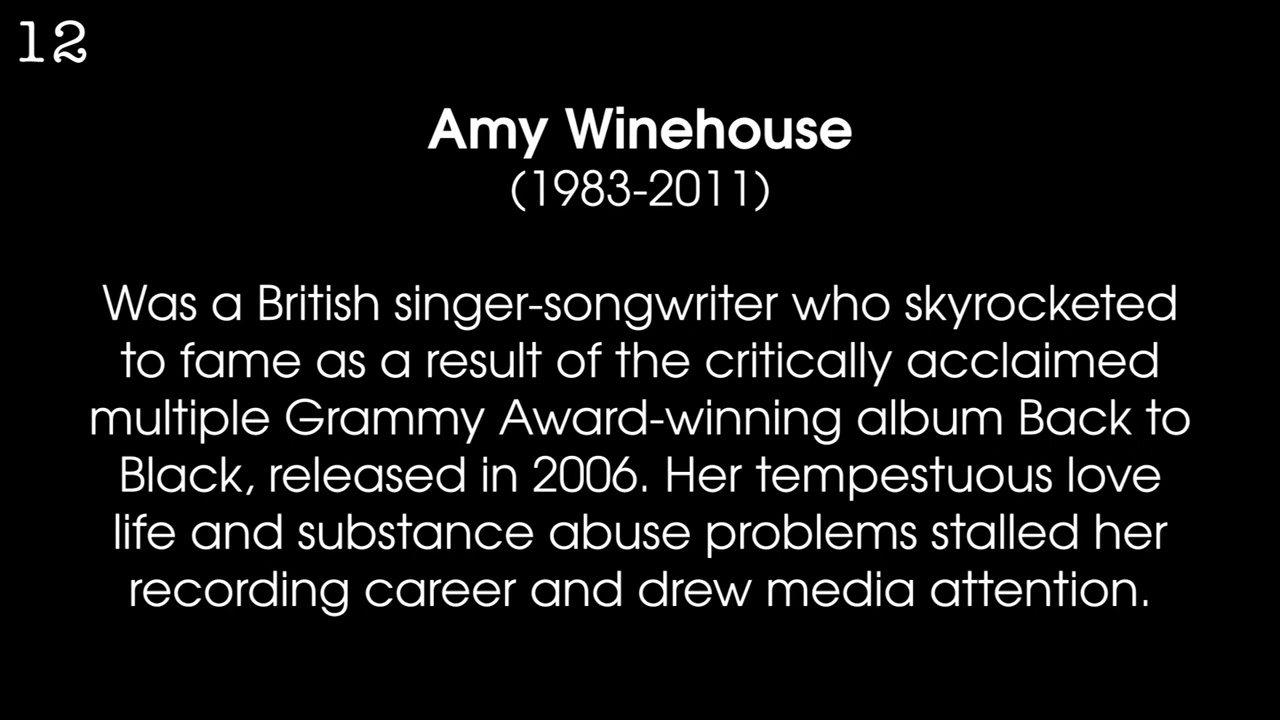 12
Amy Winehouse
(1983-2011)
Was a British singer-songwriter who skyrocketed
to fame as a result of the critically acclaimed
multiple Grammy Award-winning album Back to
Black, released in 2006. Her tempestuous love
life and substance abuse problems stalled her
recording career and drew media attention.